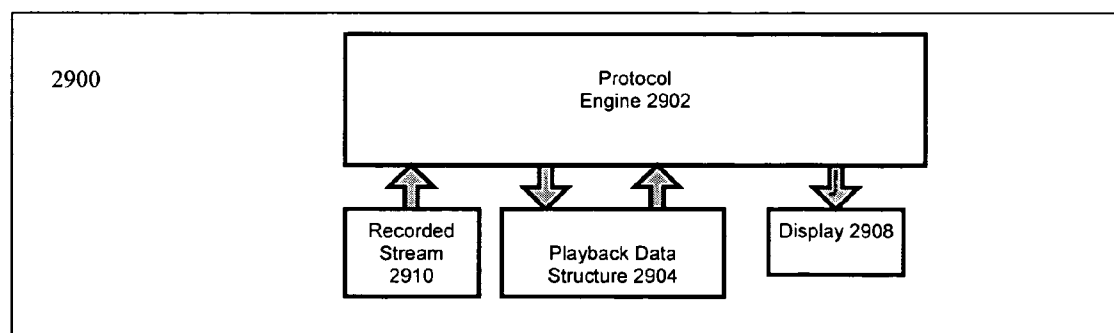 2900
Protocol
Engine 2902
Recorded
Stream
2910
Playback Data
Structure 2904
Display 2908